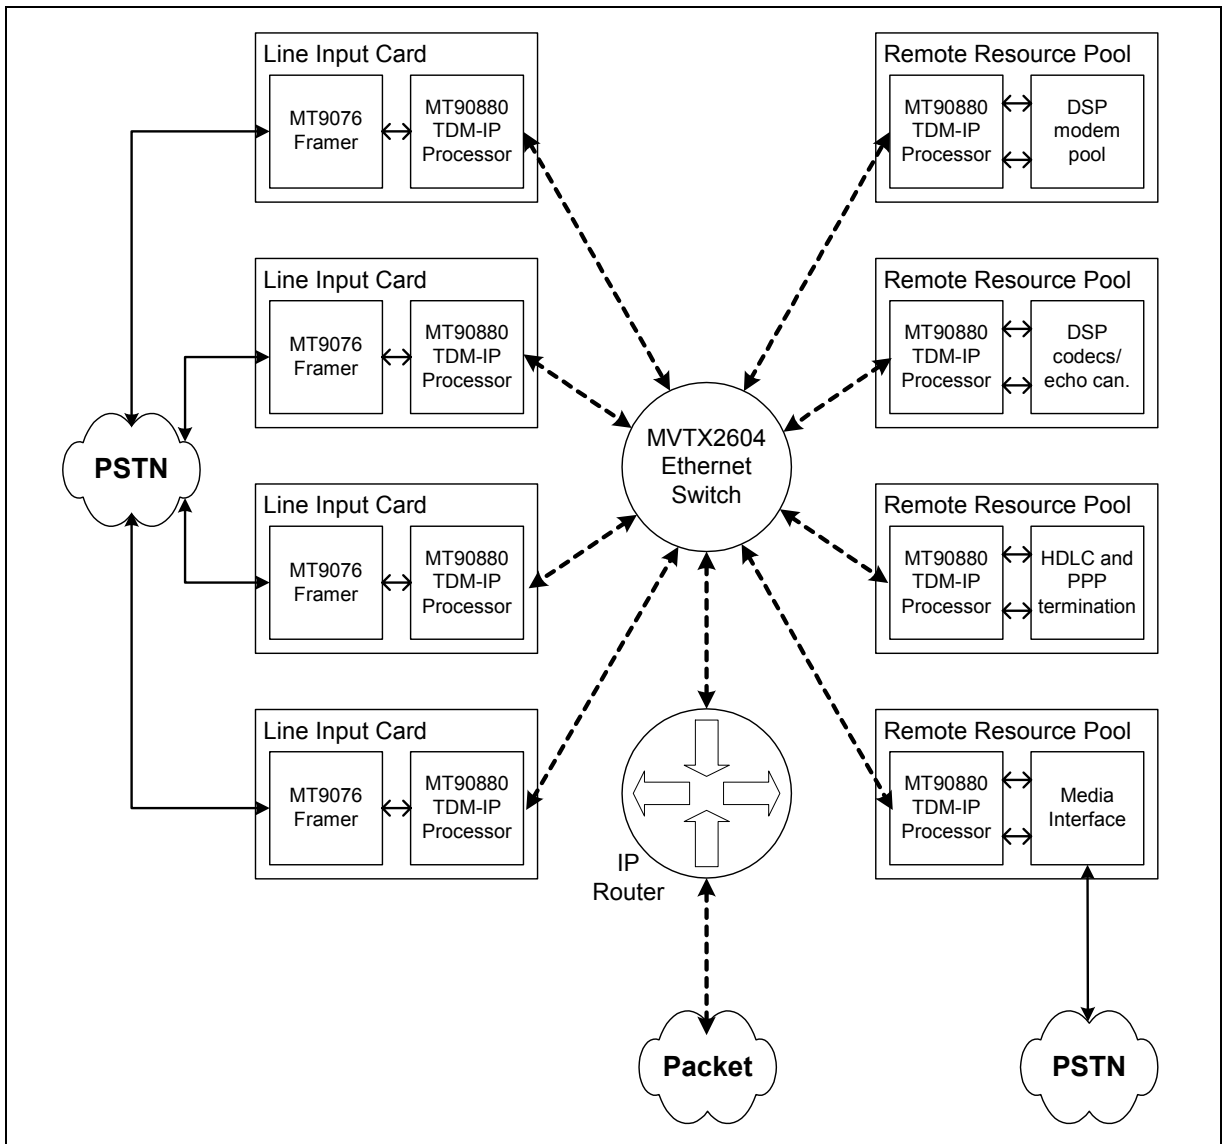 Line Input Card
MT9076
Framer
MT90880
TDM-IP
Processor
Remote Resource Pool
MT90880
TDM-IP
Processor
DSP
modem
pool
Line Input Card
MT9076
Framer
MT90880
TDM-IP
Processor
Remote Resource Pool
MT90880
TDM-IP
Processor
DSP
codecs/
echo can.
PSTN
MVTX2604
Ethernet
Switch
Line Input Card
MT9076
Framer
MT90880
TDM-IP
Processor
Remote Resource Pool
MT90880
TDM-IP
Processor
HDLC and
PPP
termination
Line Input Card
MT9076
Framer
MT90880
TDM-IP
Processor
IP
Router
Remote Resource Pool
MT90880
TDM-IP
Processor
Media
Interface
Packet
PSTN